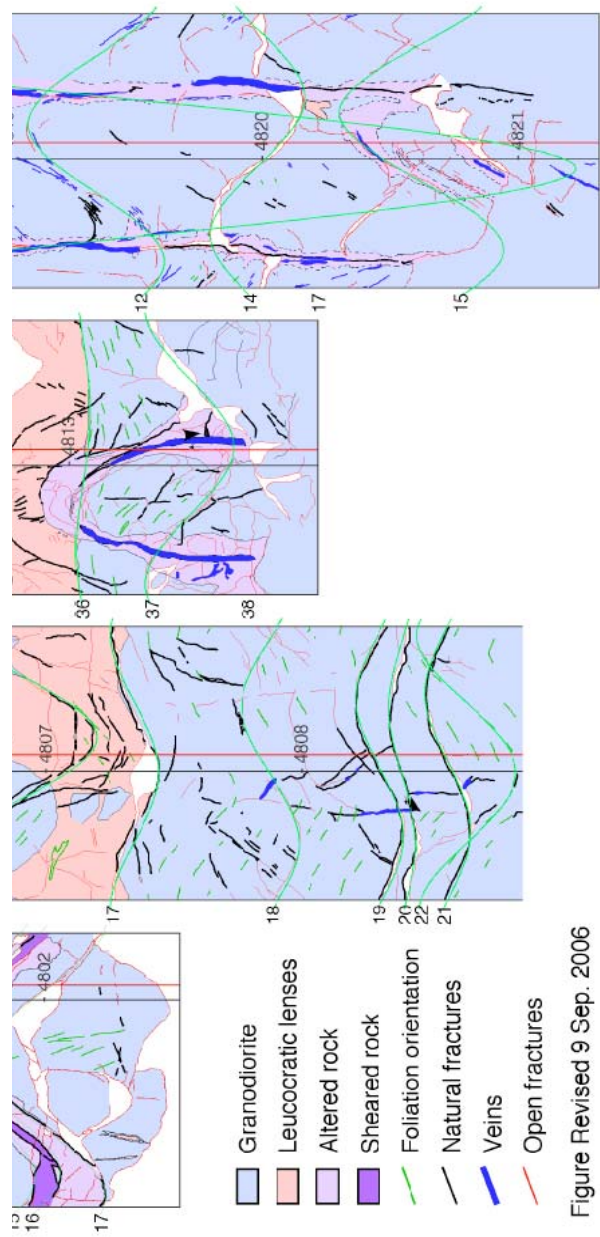 15
16
4802
17
Granodiorite
Leucocratic lenses
Altered rock
Sheared rock
Foliation orientation
Natural fractures
Veins
Open fractures
Figure Revised 9 Sep. 2006
4807
17
18
4808
19
20
22
21
4813
36
37
38
12
14
4820
17
15
4821